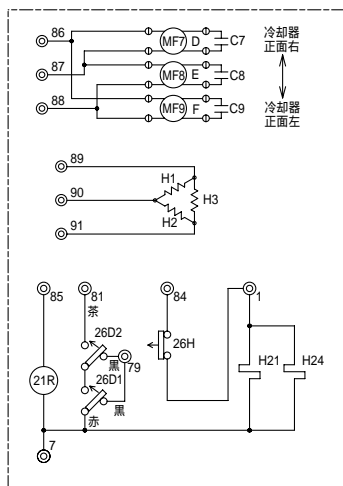 86
MF7 D C7
冷却器
正面右
87
MF8 E C8
88
MF9 F C9
冷却器
正面左
89
H1
90
H3
H2
91
85
81
84
1
茶
26D2
黒
79
26H
H21
H24
21R
26D1
黒
赤
7